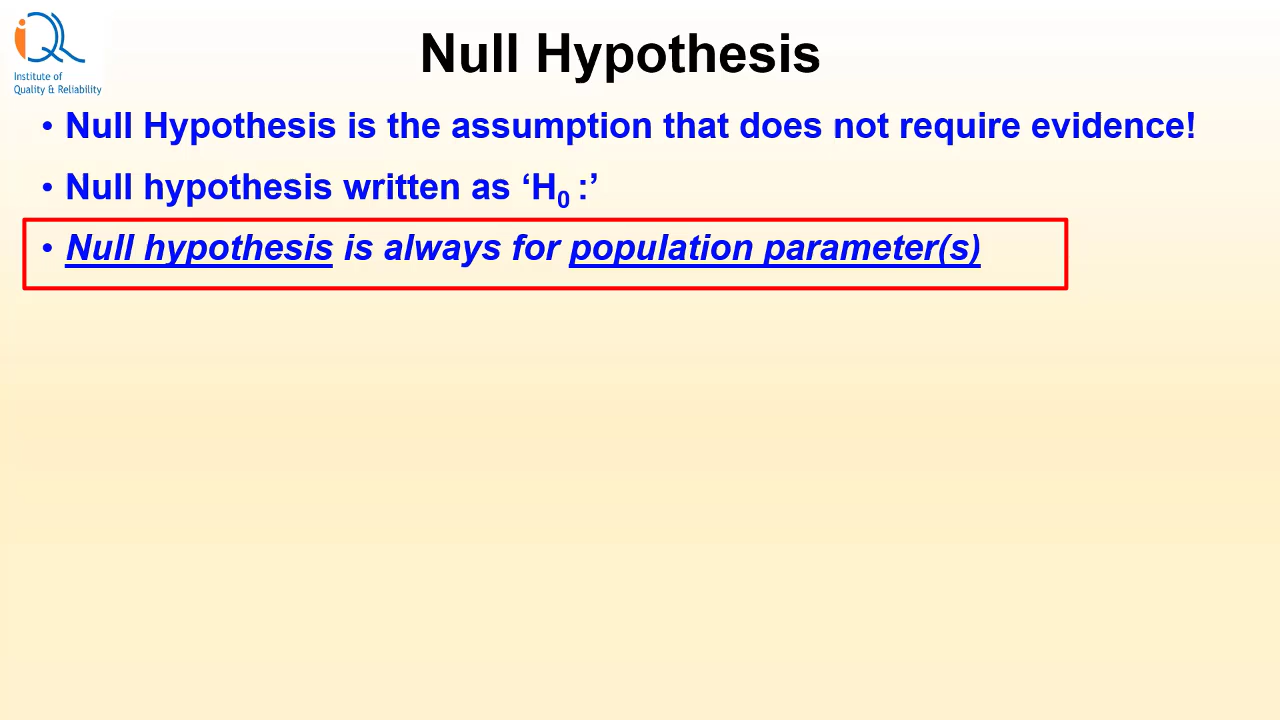 iQL
Institute of
Quality & Reliability
Null Hypothesis
• Null Hypothesis is the assumption that does not require evidence!
• Null hypothesis written as ‘H₀ :’
• Null hypothesis is always for population parameter(s)